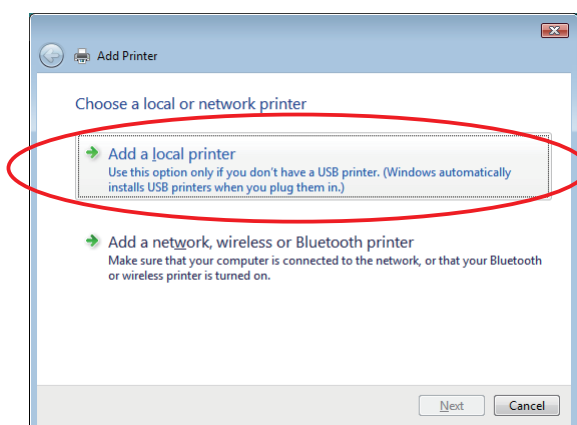 Add Printer
Choose a local or network printer
Add a local printer
Use this option only if you don't have a USB printer. (Windows automatically
installs USB printers when you plug them in.)
Add a network, wireless or Bluetooth printer
Make sure that your computer is connected to the network, or that your Bluetooth
or wireless printer is turned on.
Next Cancel